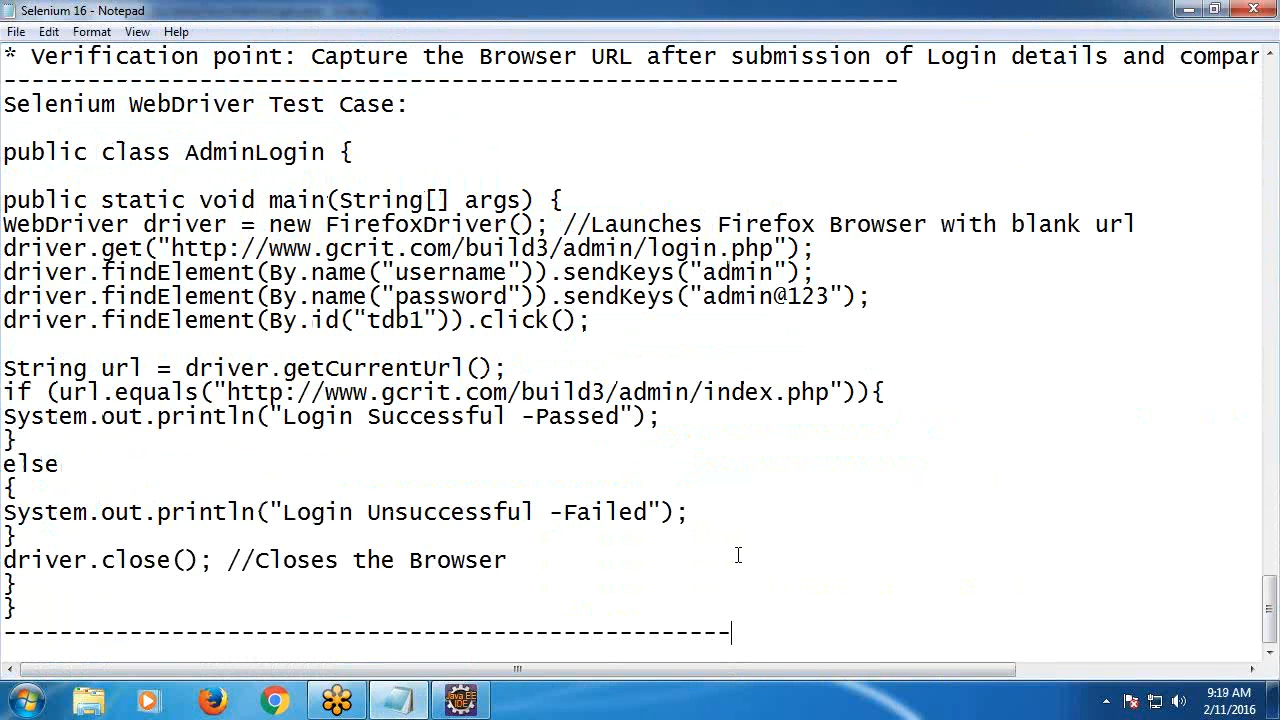 Selenium 16 - Notepad
File Edit Format View Help
* Verification point: Capture the Browser URL after submission of Login details and compar
----------------------------------------------------------------
Selenium WebDriver Test Case:
public class AdminLogin {
public static void main(String[] args) {
WebDriver driver = new FirefoxDriver(); //Launches Firefox Browser with blank url
driver.get("http://www.gcrit.com/build3/admin/login.php");
driver.findElement(By.name("username")).sendKeys("admin");
driver.findElement(By.name("password")).sendKeys("admin@123");
driver.findElement(By.id("tdb1")).click();
String url = driver.getCurrentUrl();
if (url.equals("http://www.gcrit.com/build3/admin/index.php")){
System.out.println("Login Successful -Passed");
}
else
{
System.out.println("Login Unsuccessful -Failed");
}
driver.close(); //Closes the Browser
}
}
----------------------------------------------------
Java EE
IDE
9:19 AM
2/11/2016